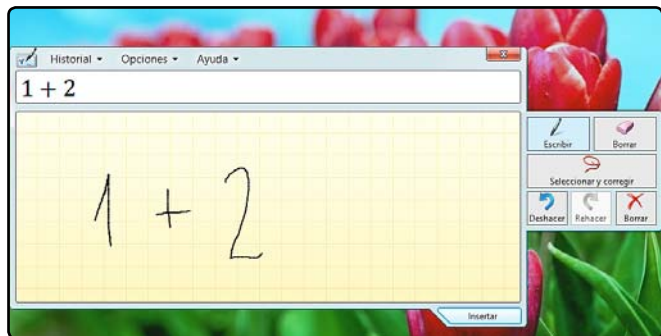 Historial Opciones Ayuda
1 + 2
1 + 2
Escribir Borrar
Seleccionar y corregir
Deshacer Rehacer Borrar
Insertar